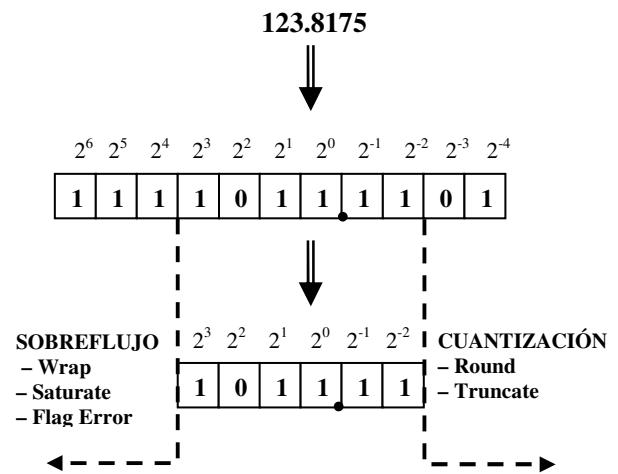 123.8175
2^6 2^5 2^4 2^3 2^2 2^1 2^0 2^-1 2^-2 2^-3 2^-4
1 1 1 1 0 1 1 . 1 1 0 1
SOBREFLUJO
– Wrap
– Saturate
– Flag Error
2^3 2^2 2^1 2^0 2^-1 2^-2
1 0 1 1 . 1 1
CUANTIZACIÓN
– Round
– Truncate